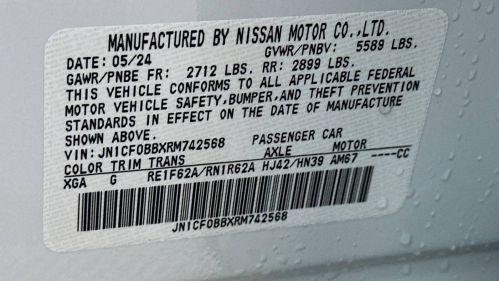 MANUFACTURED BY NISSAN MOTOR CO.,LTD.
DATE: 05/24 GVWR/PNBV: 5589 LBS.
GAWR/PNBE FR: 2712 LBS. RR: 2899 LBS.
THIS VEHICLE CONFORMS TO ALL APPLICABLE FEDERAL
MOTOR VEHICLE SAFETY,BUMPER,AND THEFT PREVENTION
STANDARDS IN EFFECT ON THE DATE OF MANUFACTURE
SHOWN ABOVE.
VIN: JN1CF0BBXRM742568 PASSENGER CAR
COLOR TRIM TRANS AXLE MOTOR
XGA G RE1F62A/RN1R62A HJ42/HN39 AM67 ----CC
JN1CF0BBXRM742568